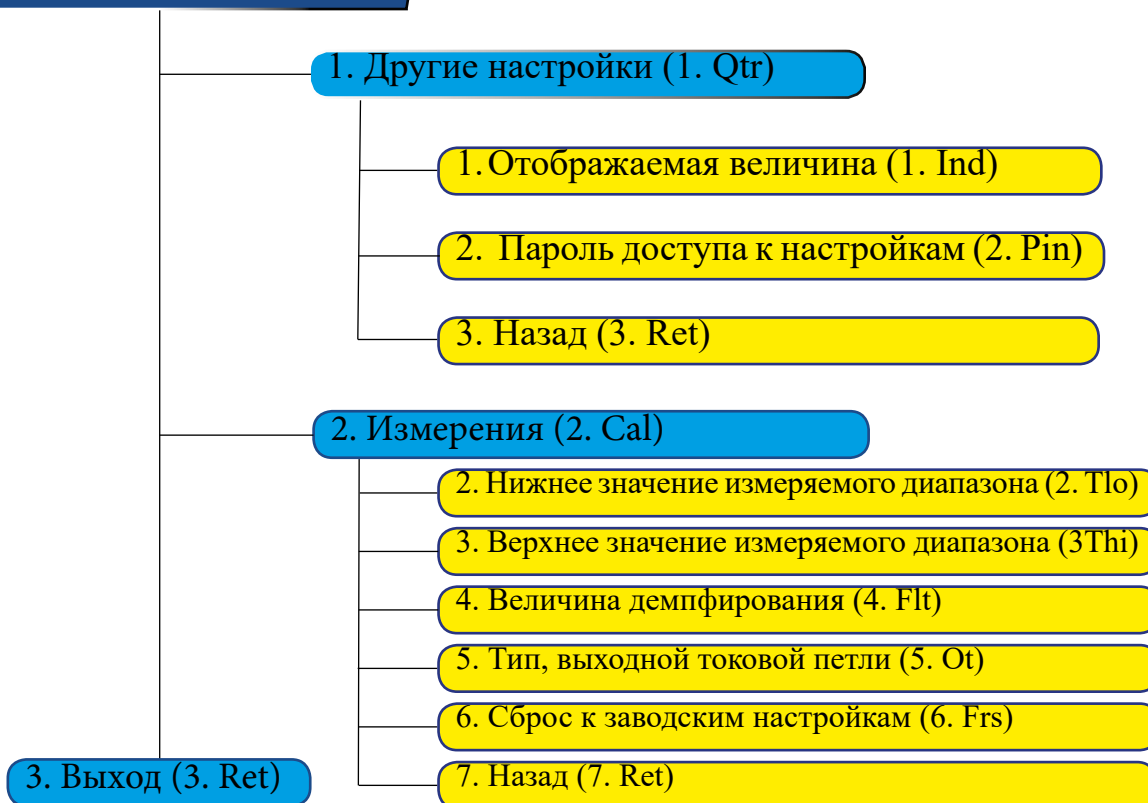 1. Другие настройки (1. Qtr)
1. Отображаемая величина (1. Ind)
2. Пароль доступа к настройкам (2. Pin)
3. Назад (3. Ret)
2. Измерения (2. Cal)
2. Нижнее значение измеряемого диапазона (2. Tlo)
3. Верхнее значение измеряемого диапазона (3Thi)
4. Величина демпфирования (4. Flt)
5. Тип, выходной токовой петли (5. Ot)
6. Сброс к заводским настройкам (6. Frs)
7. Назад (7. Ret)
3. Выход (3. Ret)